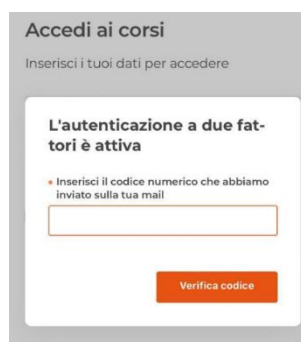 Accedi ai corsi
Inserisci i tuoi dati per accedere
L'autenticazione a due fat-
tori è attiva
* Inserisci il codice numerico che abbiamo
inviato sulla tua mail
Verifica codice